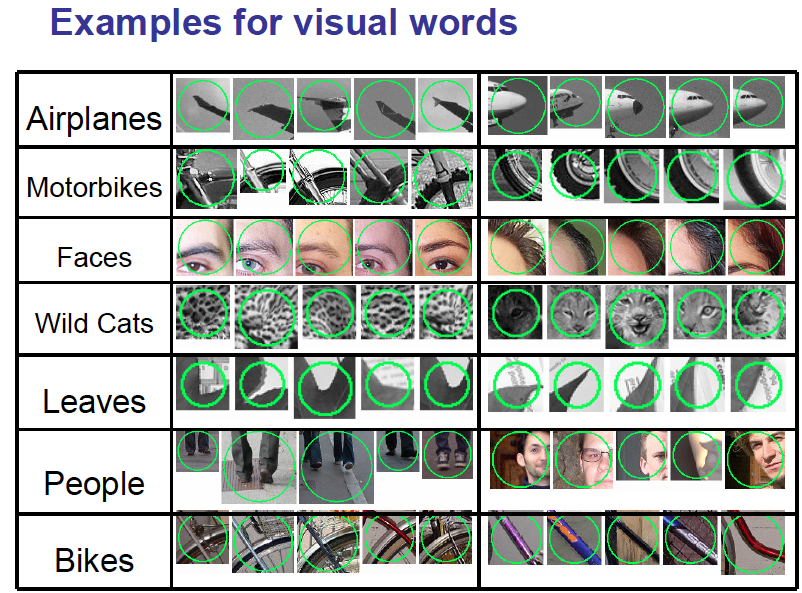 Examples for visual words
Airplanes
Motorbikes
Faces
Wild Cats
Leaves
People
Bikes